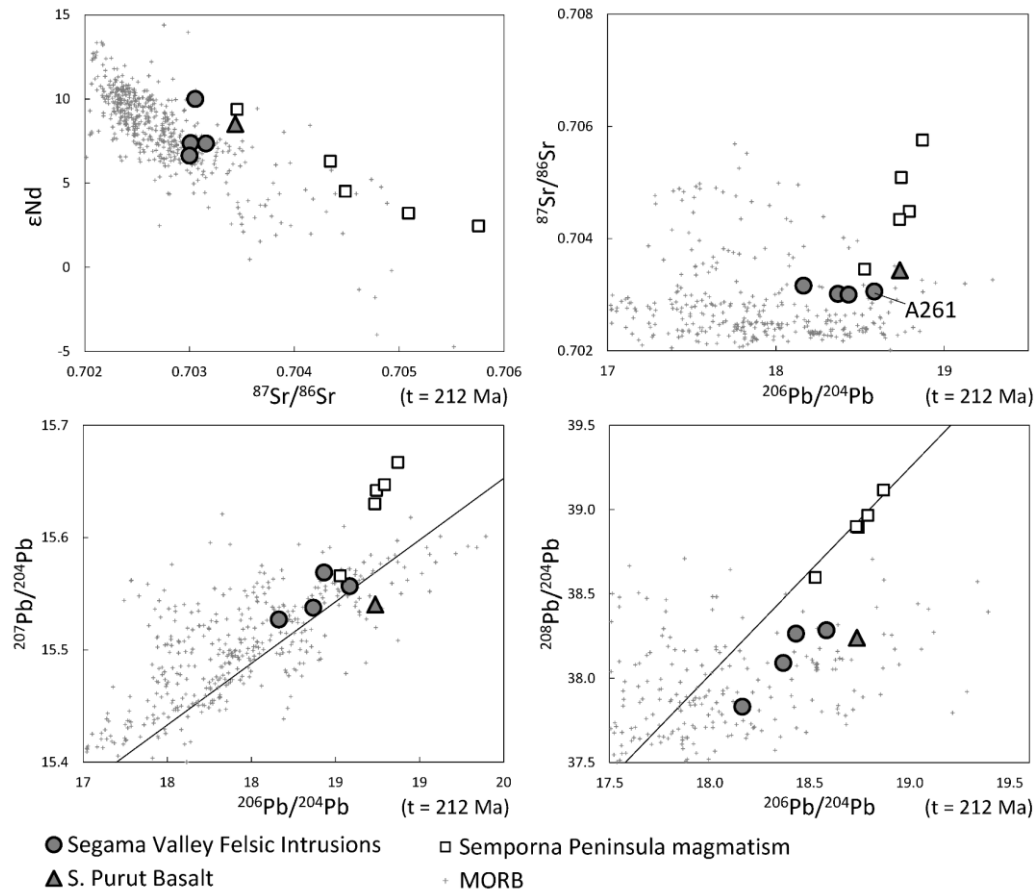 15
10
5
0
-5
εNd
0.702
0.703
0.704
0.705
0.706
⁸⁷Sr/⁸⁶Sr
(t = 212 Ma)
0.708
0.706
0.704
0.702
⁸⁷Sr/⁸⁶Sr
A261
17
18
19
²⁰⁶Pb/²⁰⁴Pb
(t = 212 Ma)
15.7
15.6
15.5
15.4
²⁰⁷Pb/²⁰⁴Pb
17
18
18
19
19
20
²⁰⁶Pb/²⁰⁴Pb
(t = 212 Ma)
39.5
39.0
38.5
38.0
37.5
²⁰⁸Pb/²⁰⁴Pb
17.5
18.0
18.5
19.0
19.5
²⁰⁶Pb/²⁰⁴Pb
(t = 212 Ma)
Segama Valley Felsic Intrusions
Semporna Peninsula magmatism
S. Purut Basalt
MORB